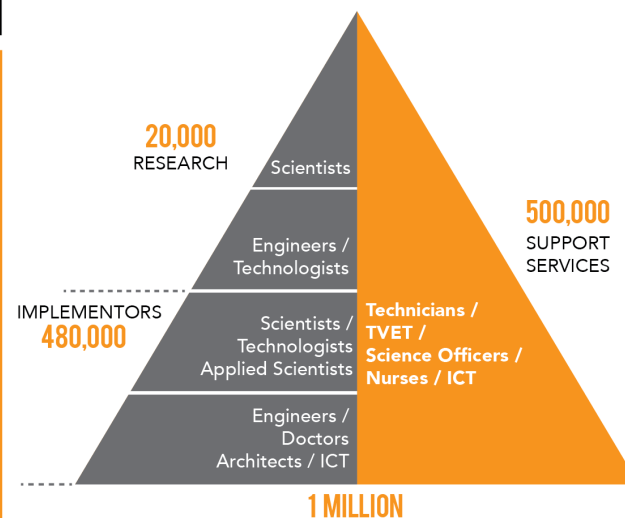 20,000
RESEARCH
Scientists
Engineers /
Technologists
IMPLEMENTORS
480,000
Scientists /
Technologists
Applied Scientists
Engineers /
Doctors
Architects / ICT
500,000
SUPPORT
SERVICES
Technicians /
TVET /
Science Officers /
Nurses / ICT
1 MILLION